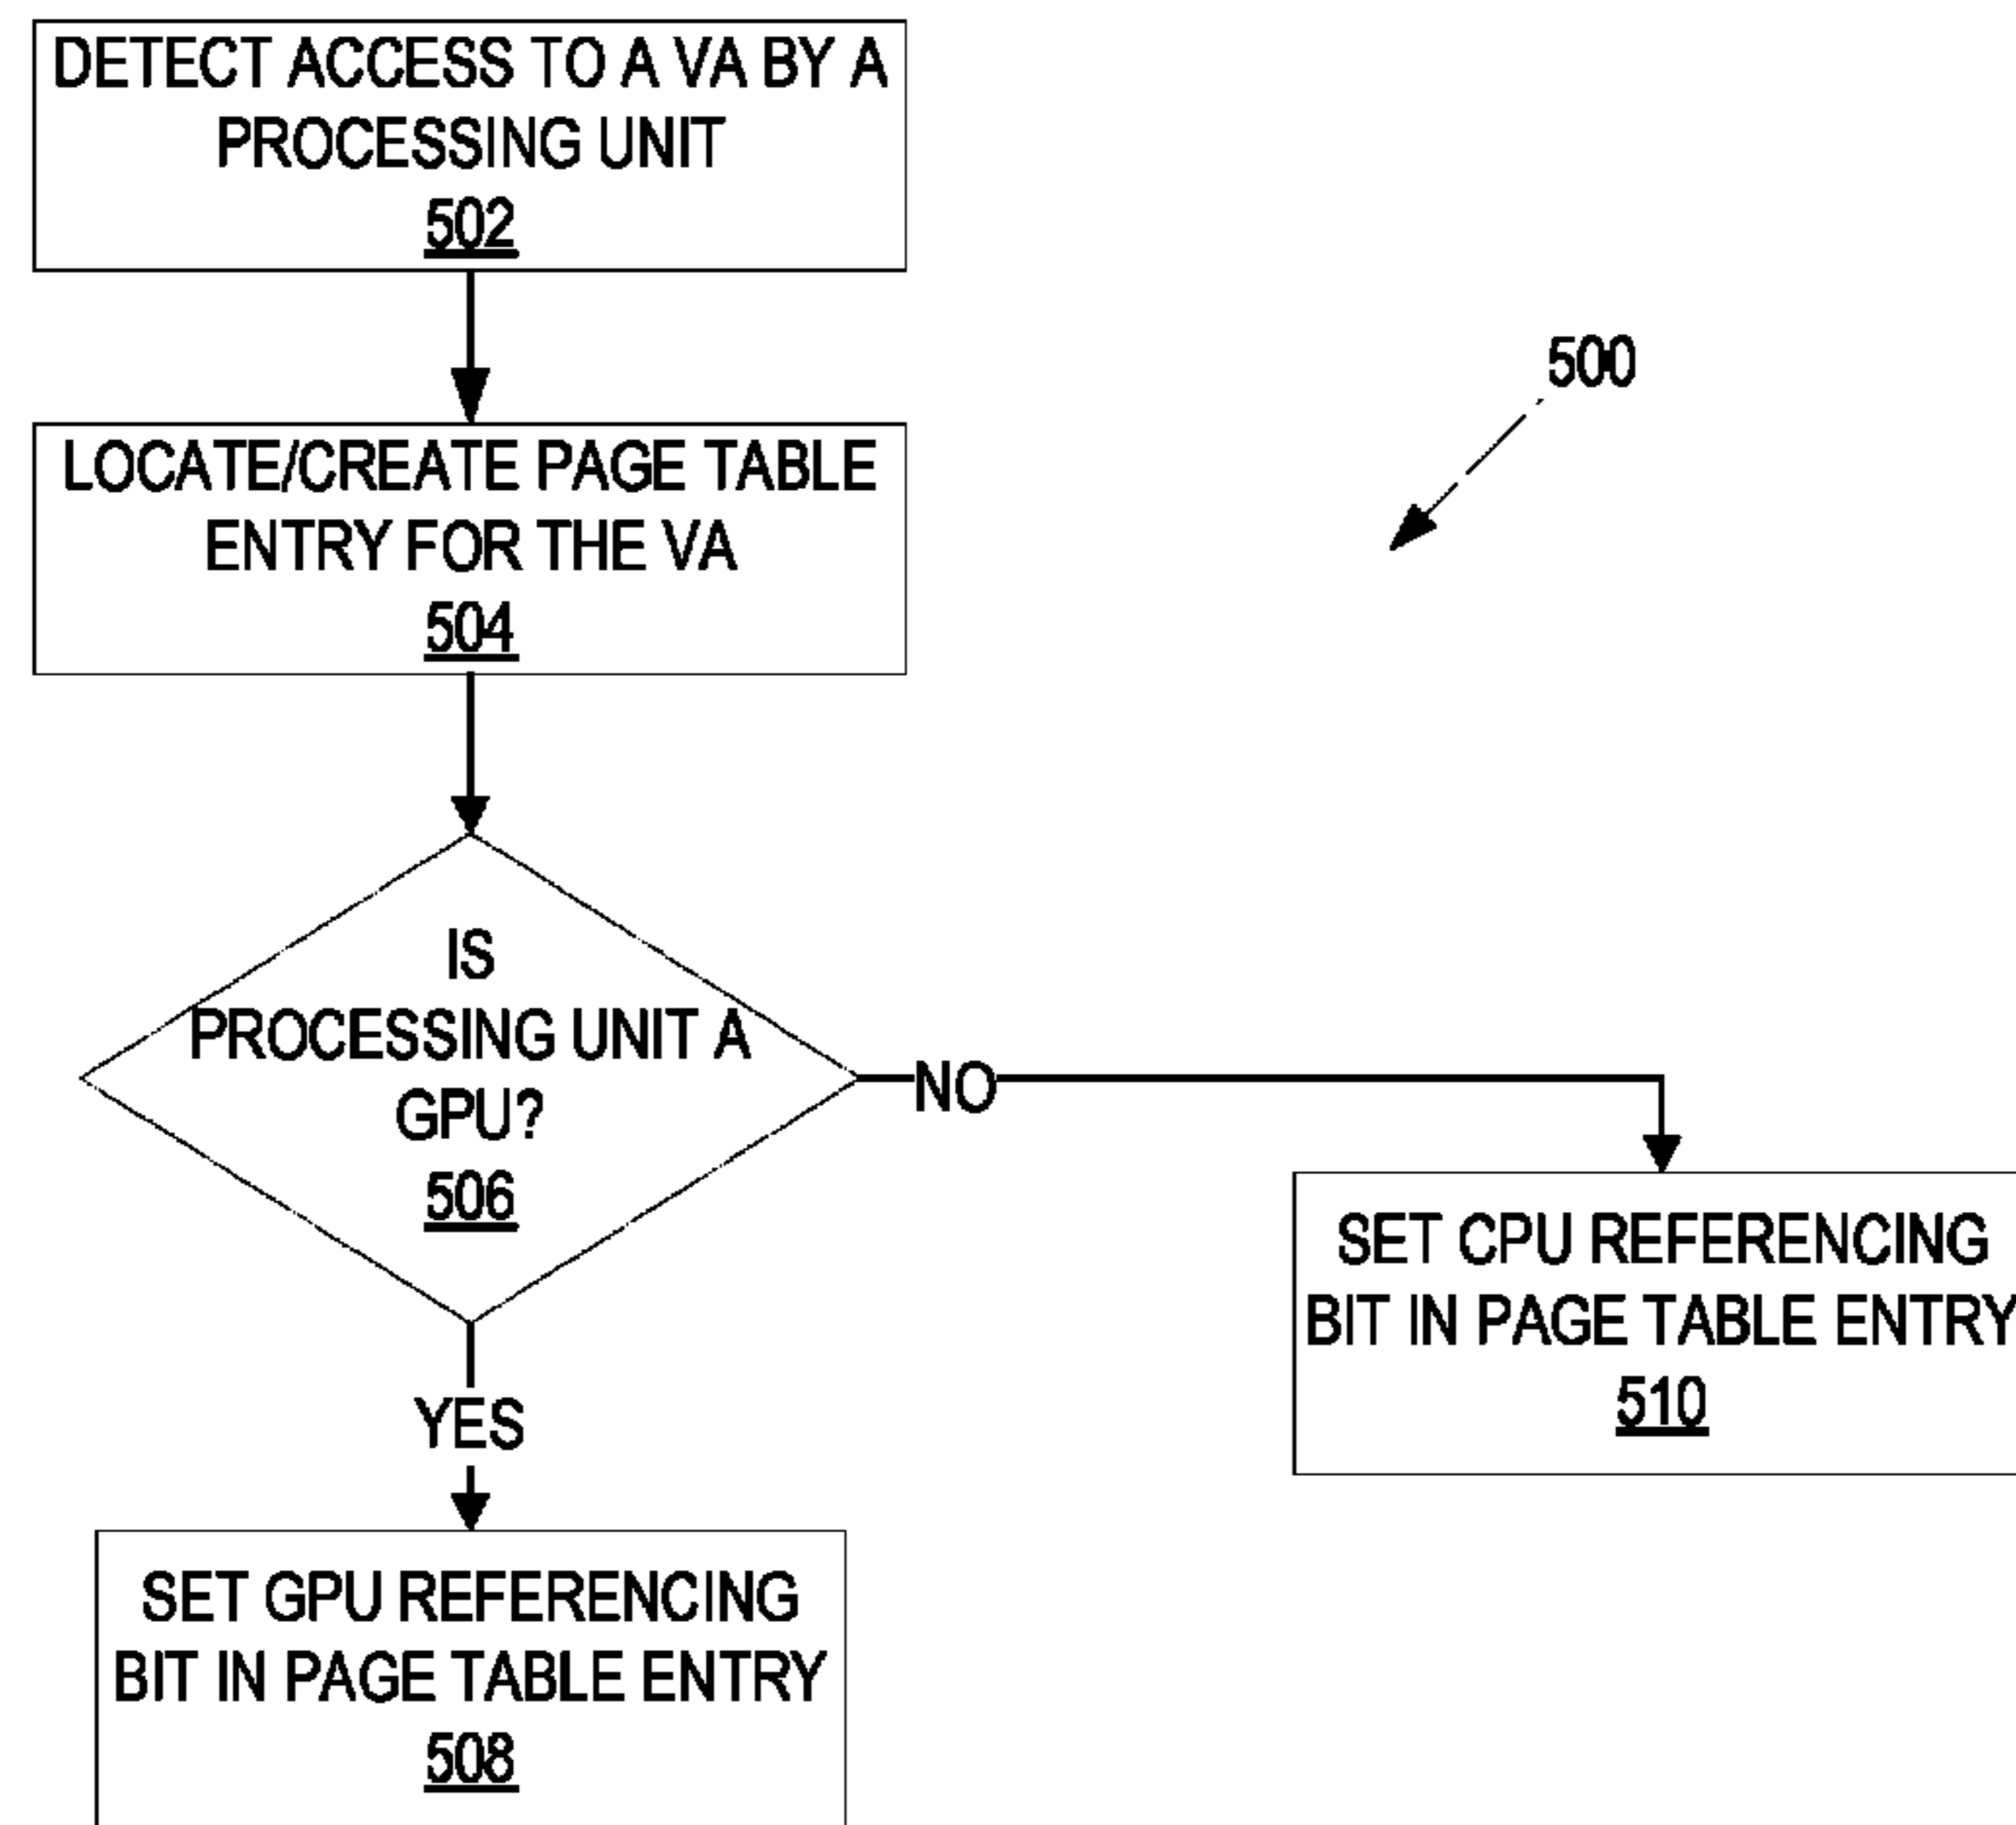 DETECT ACCESS TO A VA BY A
PROCESSING UNIT
502
500
LOCATE/CREATE PAGE TABLE
ENTRY FOR THE VA
504
IS
PROCESSING UNIT A
GPU?
506
NO
YES
SET CPU REFERENCING
BIT IN PAGE TABLE ENTRY
510
SET GPU REFERENCING
BIT IN PAGE TABLE ENTRY
508